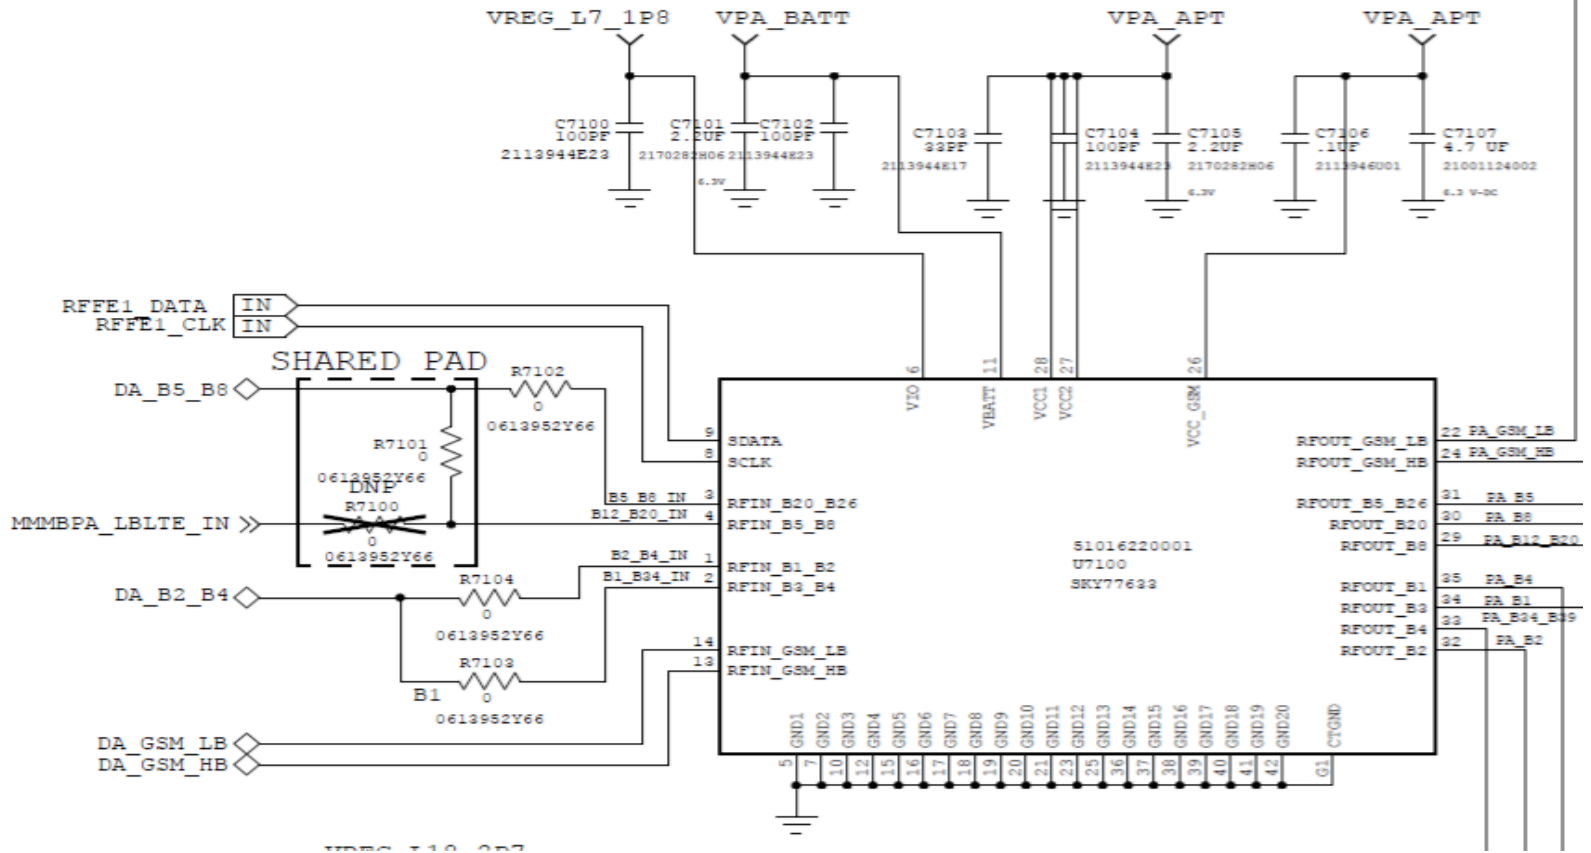 VREG_L7_1P8
VPA_BATT
VPA_APT
VPA_APT
C7100
100PF
2113944E23
C7101
2.2UF
2170282H06
6.3V
C7102
100PF
2113944E23
C7103
33PF
2113944E17
C7104
100PF
2113944E23
C7105
2.2UF
2170282H06
6.3V
C7106
.1UF
2113946U01
C7107
4.7 UF
21001124002
6.3 V-DC
RFFE1_DATA IN
RFFE1_CLK IN
SHARED PAD
DA_B5_B8
R7102
0
0613952Y66
R7101
0
0613952Y66
DNP
R7100
0
0613952Y66
MMMBPA_LBLTE_IN
DA_B2_B4
R7104
0
0613952Y66
R7103
0
0613952Y66
B1
DA_GSM_LB
DA_GSM_HB
B5_B8_IN
B12_B20_IN
B2_B4_IN
B1_B34_IN
6 VIO
11 VBATT
28 VCC1
27 VCC2
26 VCC_GSM
9 SDATA
8 SCLK
3 RFIN_B20_B26
4 RFIN_B5_B8
1 RFIN_B1_B2
2 RFIN_B3_B4
14 RFIN_GSM_LB
13 RFIN_GSM_HB
51016220001
U7100
SKY77633
RFOUT_GSM_LB 22 PA_GSM_LB
RFOUT_GSM_HB 24 PA_GSM_HB
RFOUT_B5_B26 31 PA_B5
RFOUT_B20 30 PA_B8
RFOUT_B8 29 PA_B12_B20
RFOUT_B1 35 PA_B4
RFOUT_B3 34 PA_B1
RFOUT_B4 33 PA_B34_B39
RFOUT_B2 32 PA_B2
GND1 5
GND2 7
GND3 10
GND4 12
GND5 15
GND6 16
GND7 17
GND8 18
GND9 19
GND10 20
GND11 21
GND12 23
GND13 25
GND14 36
GND15 37
GND16 38
GND17 39
GND18 40
GND19 41
GND20 42
CTGND G1